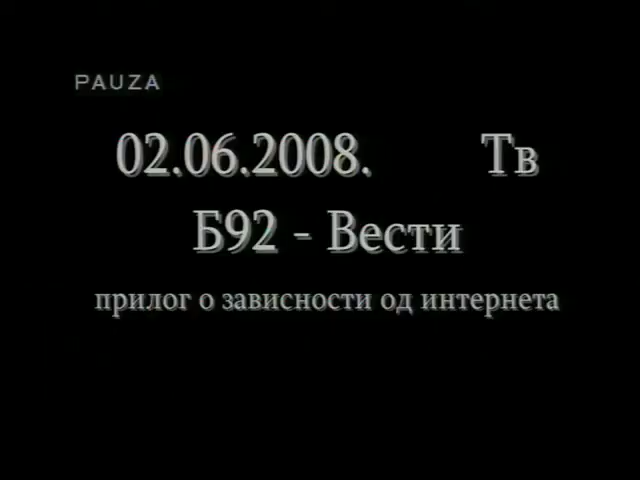 PAUZA
02.06.2008. Тв
Б92 - Вести
прилог о зависности од интернета